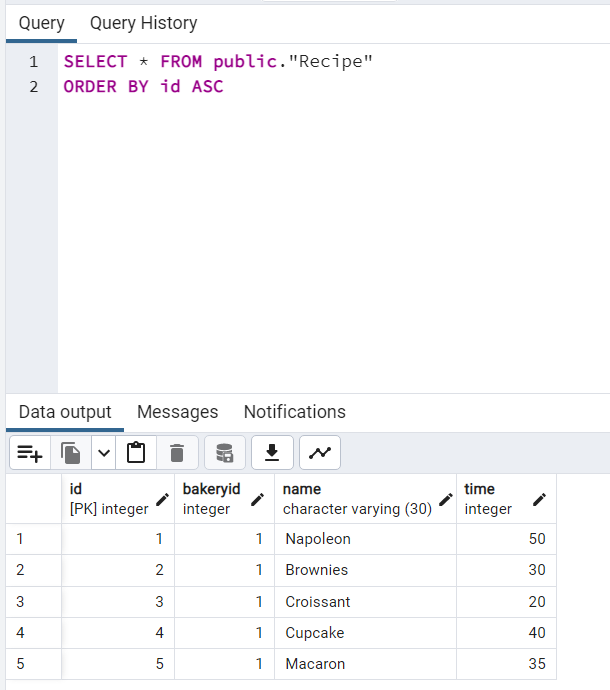 Query Query History
1 SELECT * FROM public."Recipe"
2 ORDER BY id ASC
Data output Messages Notifications
id bakeryid name time
[PK] integer integer character varying (30) integer
1 1 1 Napoleon 50
2 2 1 Brownies 30
3 3 1 Croissant 20
4 4 1 Cupcake 40
5 5 1 Macaron 35